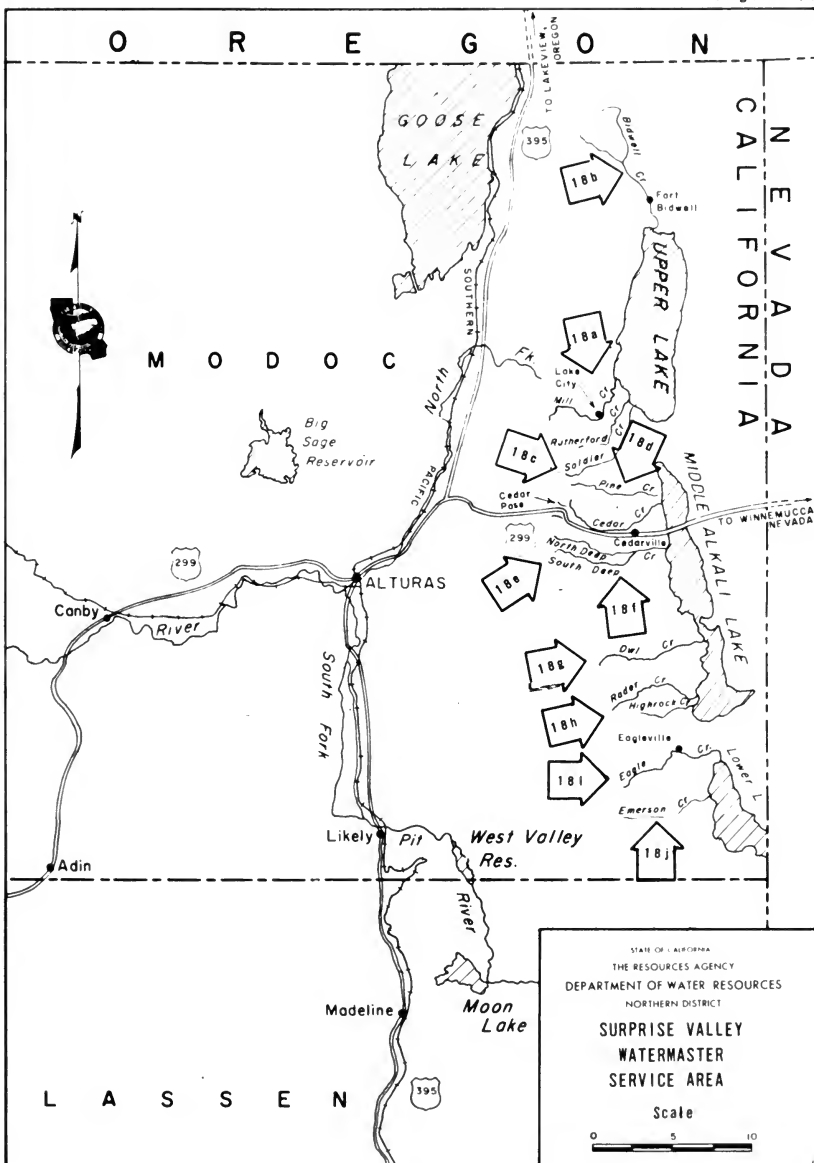 O R E G O N
TO LAKEVIEW,
OREGON
395
GOOSE
LAKE
Bidwell Cr
18b
Fort
Bidwell
NEVADA
CALIFORNIA
UPPER LAKE
N
SOUTHERN
PACIFIC
M O D O C
North
Fk.
18a
Lake
City
Mill Cr
Big
Sage
Reservoir
Rutherford Cr
Soldier Cr
18c
18d
Pine Cr
Cedar
Pass
Cedar Cr
Cedarville
MIDDLE ALKALI LAKE
TO WINNEMUCCA
NEVADA
299
North Deep
South Deep Cr
299
ALTURAS
Canby
River
18e
18f
South Fork
Owl Cr
18g
Rader Cr
Highrock Cr
18h
Eagleville
Eagle Cr.
18i
Lower L
Emerson Cr
18j
Likely
Pit River
West Valley
Res.
Adin
Moon
Lake
Madeline
L A S S E N
395
STATE OF CALIFORNIA
THE RESOURCES AGENCY
DEPARTMENT OF WATER RESOURCES
NORTHERN DISTRICT
SURPRISE VALLEY
WATERMASTER
SERVICE AREA
Scale
0 5 10